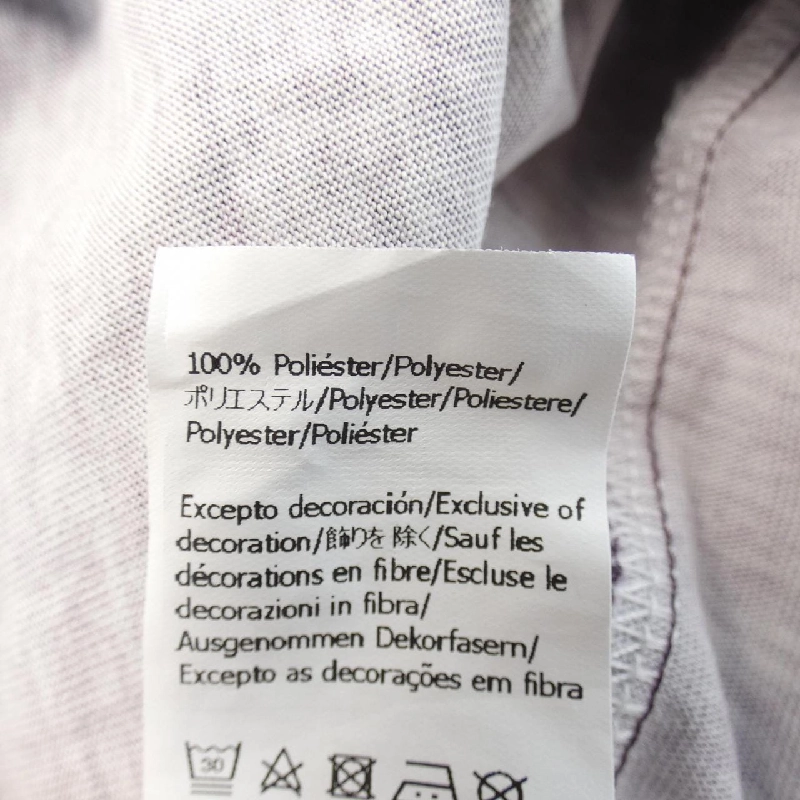 100% Poliéster/Polyester/
ポリエステル/Polyester/Poliestere/
Polyester/Poliéster
Excepto decoración/Exclusive of
decoration/飾りを除く/Sauf les
décorations en fibre/Escluse le
decorazioni in fibra/
Ausgenommen Dekorfasern/
Excepto as decorações em fibra
30